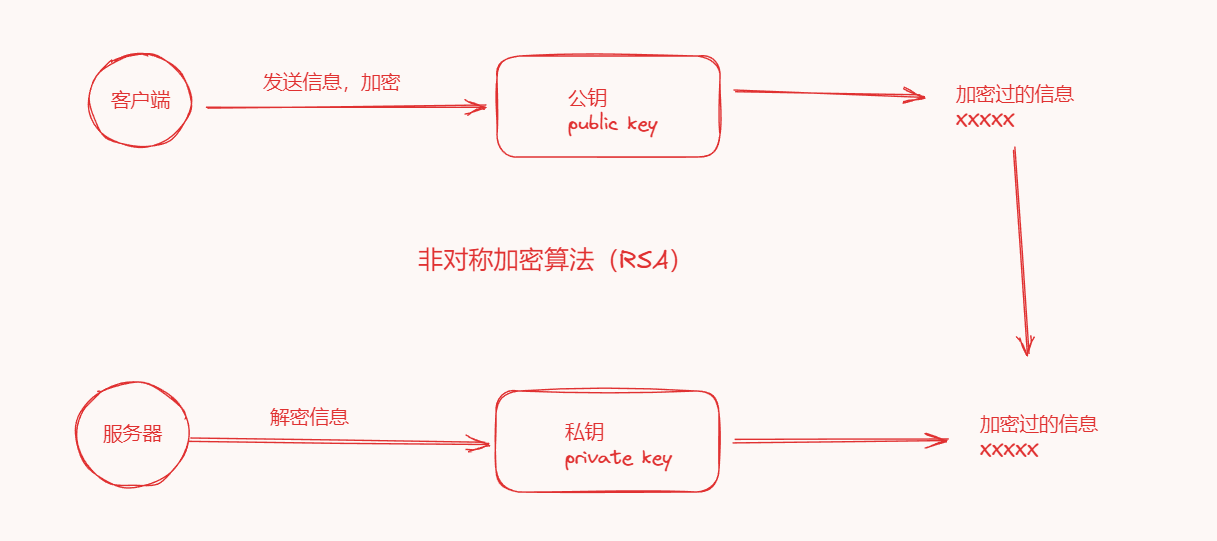 客户端
发送信息，加密
公钥
public key
加密过的信息
xxxxx
非对称加密算法（RSA）
服务器
解密信息
私钥
private key
加密过的信息
xxxxx